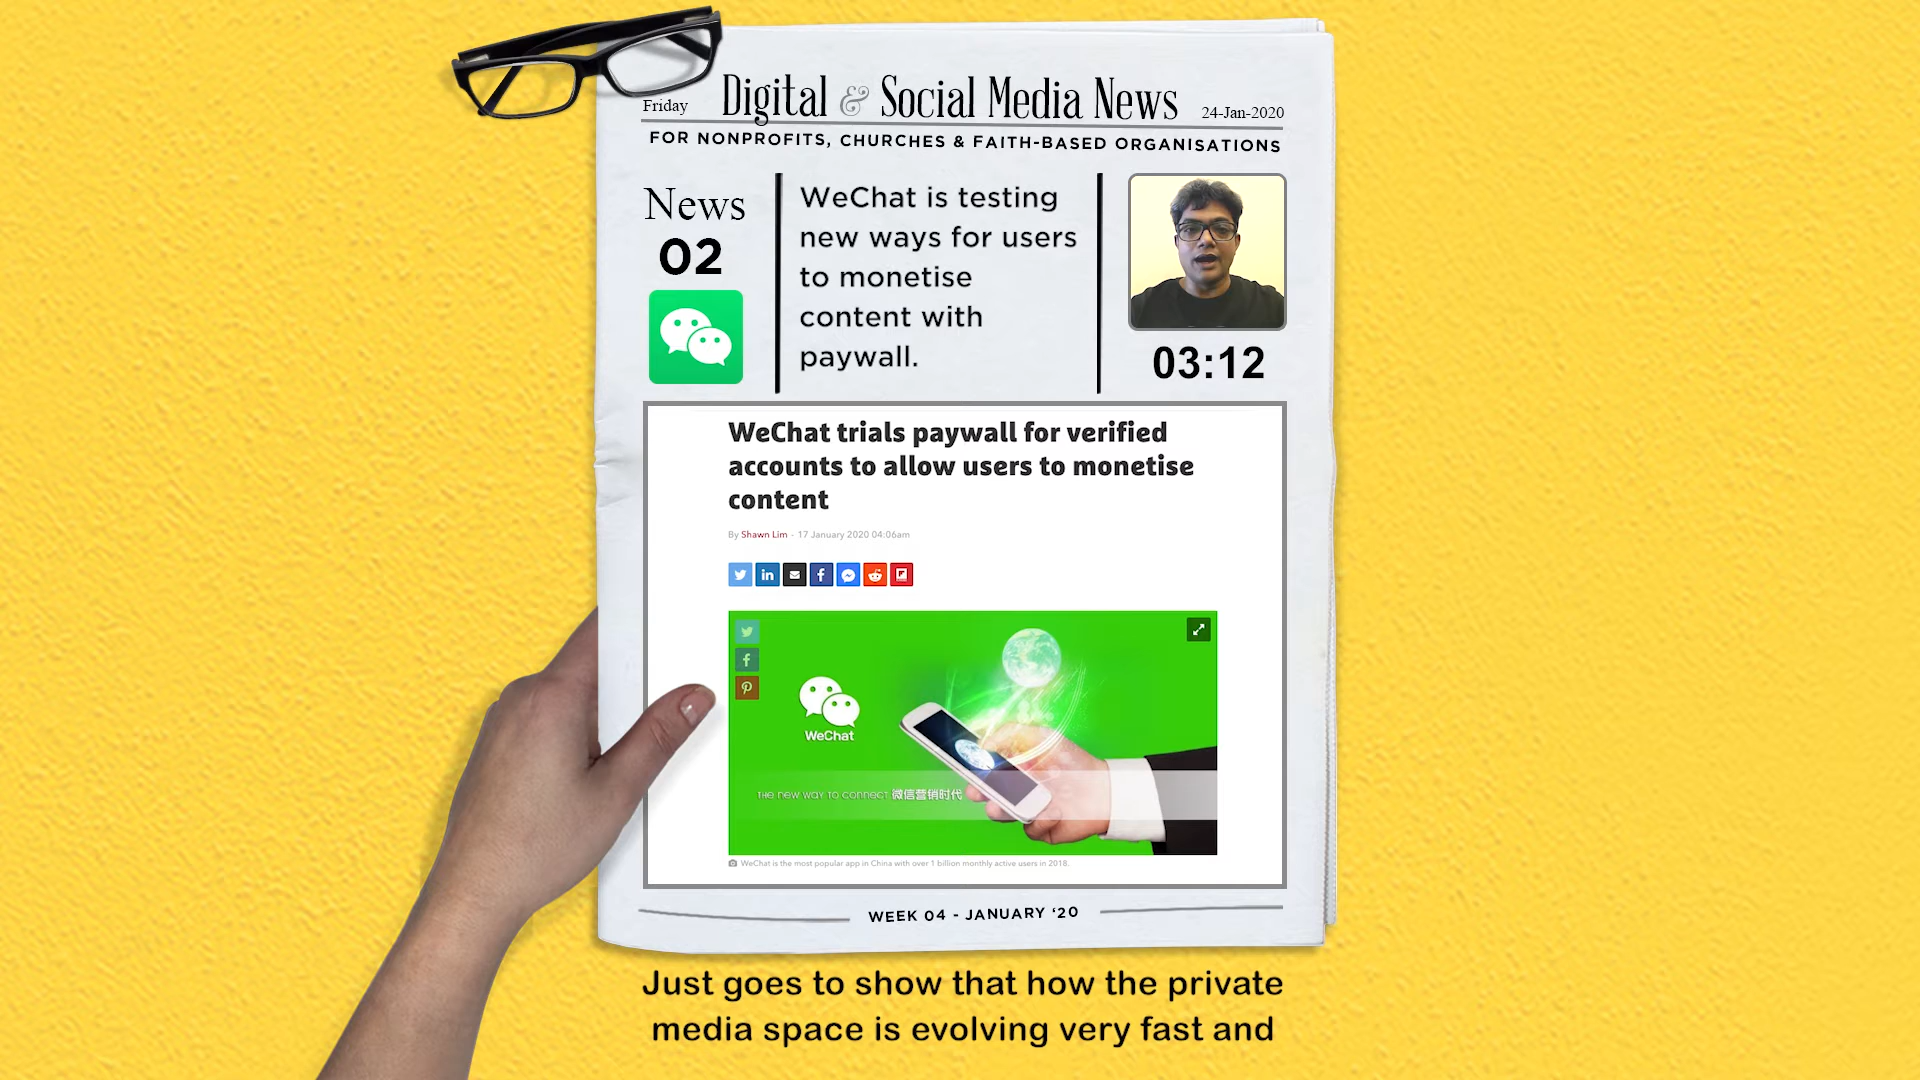 Friday
Digital & Social Media News
24-Jan-2020
FOR NONPROFITS, CHURCHES & FAITH-BASED ORGANISATIONS
News
02
WeChat is testing
new ways for users
to monetise
content with
paywall.
03:12
WeChat trials paywall for verified
accounts to allow users to monetise
content
By Shawn Lim - 17 January 2020 04:06am
WeChat
THE NEW WAY TO CONNECT 微信营销时代
WeChat is the most popular app in China with over 1 billion monthly active users in 2018.
WEEK 04 - JANUARY ‘20
Just goes to show that how the private
media space is evolving very fast and